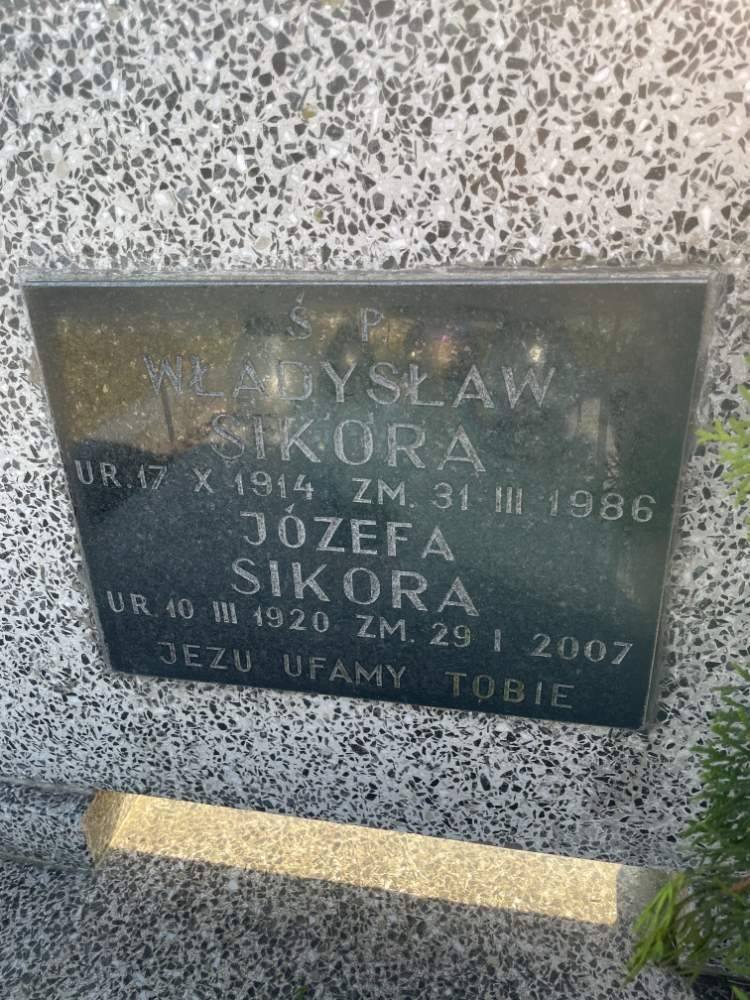 Ś P
WŁADYSŁAW
SIKORA
UR. 17 X 1914 ZM. 31 III 1986
JÓZEFA
SIKORA
UR. 10 III 1920 ZM. 29 I 2007
JEZU UFAMY TOBIE